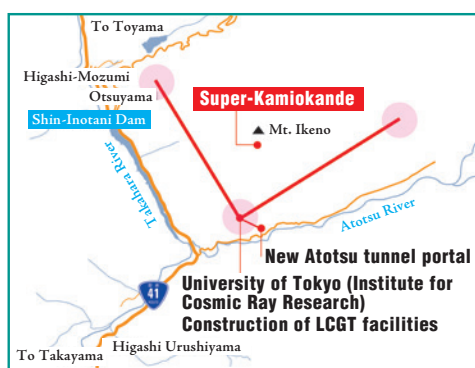 To Toyama
Higashi-Mozumi
Otsuyama
Shin-Inotani Dam
Super-Kamiokande
Mt. Ikeno
Takahara River
Atotsu River
New Atotsu tunnel portal
University of Tokyo (Institute for
Cosmic Ray Research)
Construction of LCGT facilities
41
Higashi Urushiyama
To Takayama